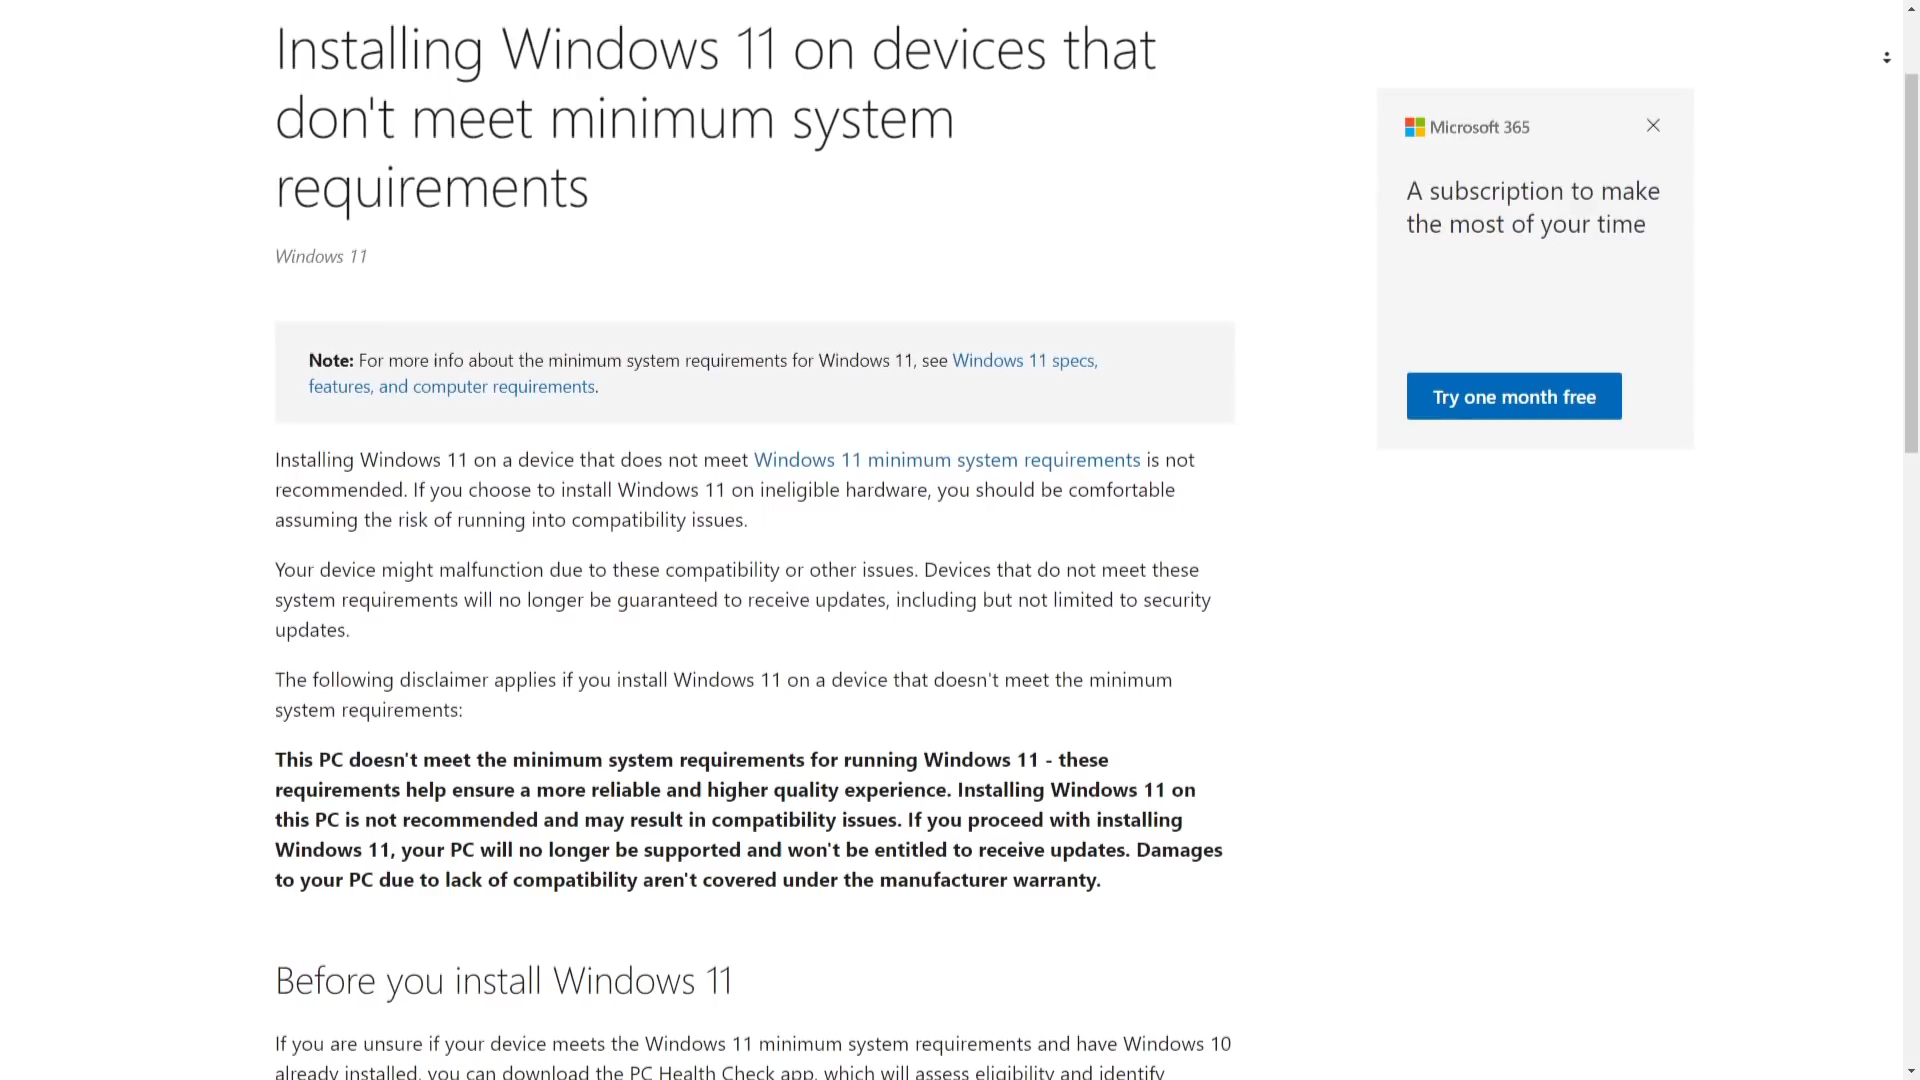 Installing Windows 11 on devices that
don't meet minimum system
requirements
Windows 11
Note: For more info about the minimum system requirements for Windows 11, see Windows 11 specs,
features, and computer requirements.
Installing Windows 11 on a device that does not meet Windows 11 minimum system requirements is not
recommended. If you choose to install Windows 11 on ineligible hardware, you should be comfortable
assuming the risk of running into compatibility issues.
Your device might malfunction due to these compatibility or other issues. Devices that do not meet these
system requirements will no longer be guaranteed to receive updates, including but not limited to security
updates.
The following disclaimer applies if you install Windows 11 on a device that doesn't meet the minimum
system requirements:
This PC doesn't meet the minimum system requirements for running Windows 11 - these
requirements help ensure a more reliable and higher quality experience. Installing Windows 11 on
this PC is not recommended and may result in compatibility issues. If you proceed with installing
Windows 11, your PC will no longer be supported and won't be entitled to receive updates. Damages
to your PC due to lack of compatibility aren't covered under the manufacturer warranty.
Before you install Windows 11
If you are unsure if your device meets the Windows 11 minimum system requirements and have Windows 10
already installed, you can download the PC Health Check app, which will assess eligibility and identify
Microsoft 365
A subscription to make
the most of your time
Try one month free